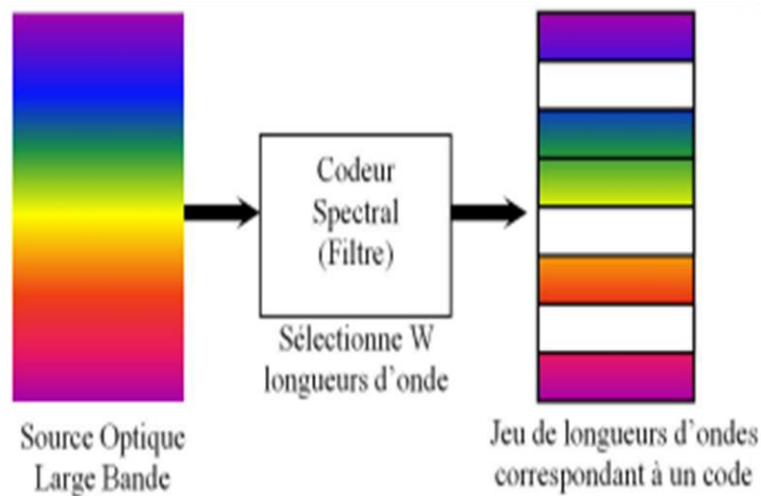 Codeur
Spectral
(Filtre)
Sélectionne W
longueurs d'onde
Source Optique
Large Bande
Jeu de longueurs d'ondes
correspondant à un code